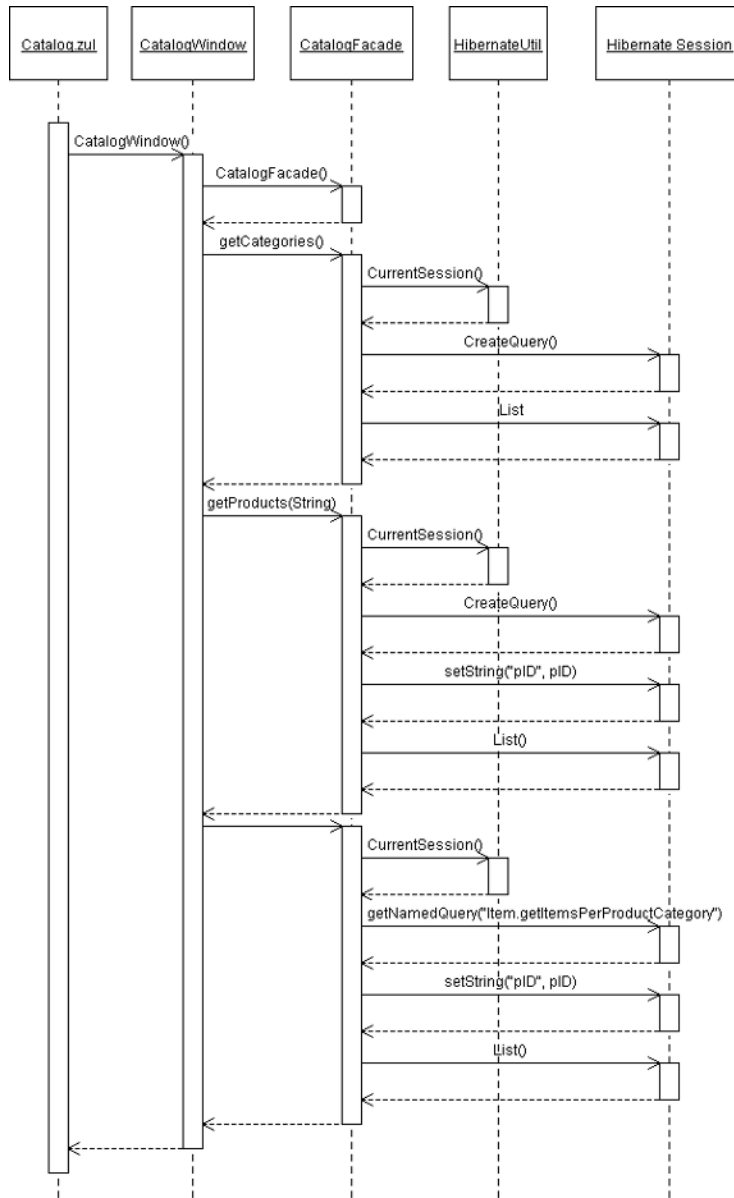 Catalog.zul
CatalogWindow
CatalogFacade
HibernateUtil
Hibernate Session
CatalogWindow()
CatalogFacade()
getCategories()
CurrentSession()
CreateQuery()
List
getProducts(String)
CurrentSession()
CreateQuery()
setString("pID", pID)
List()
CurrentSession()
getNamedQuery("Item.getItemsPerProductCategory")
setString("pID", pID)
List()